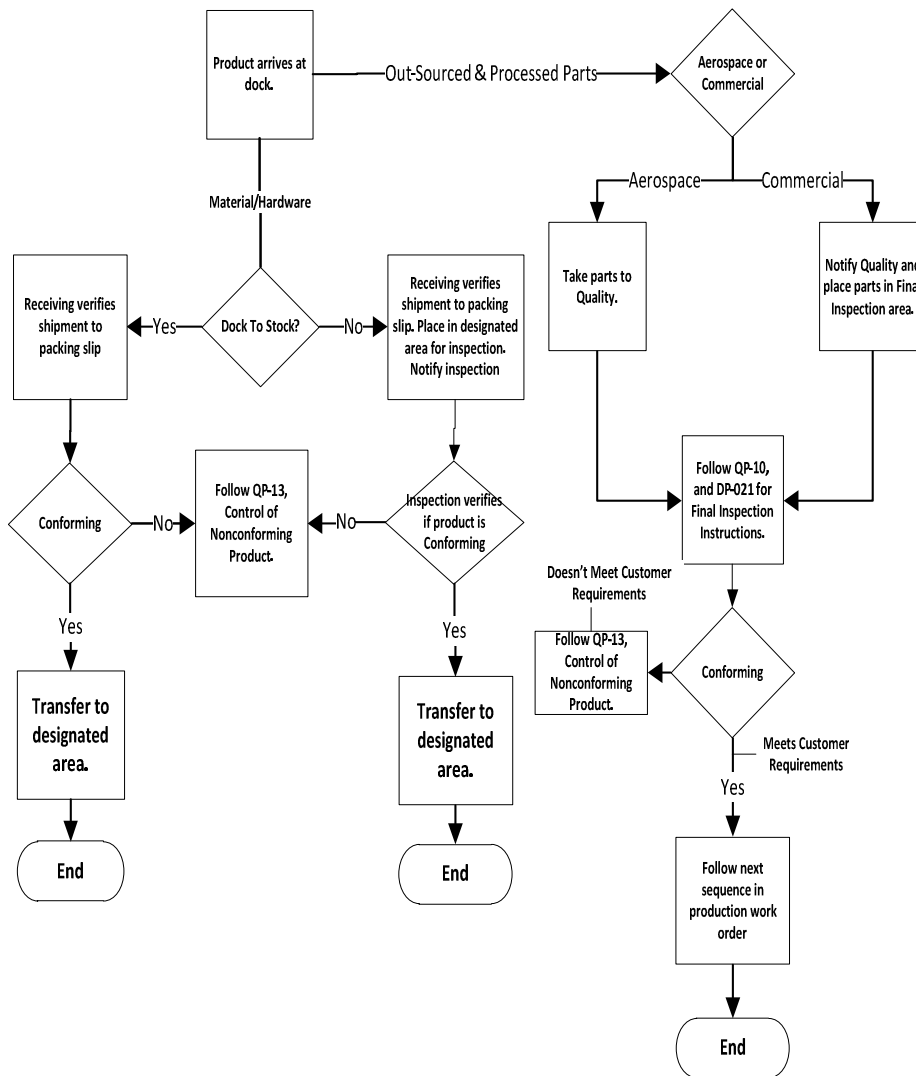 Product arrives at
dock.
Out-Sourced & Processed Parts
Aerospace or
Commercial
Material/Hardware
Aerospace
Commercial
Receiving verifies
shipment to
packing slip
Yes
Dock To Stock?
No
Receiving verifies
shipment to packing
slip. Place in designated
area for inspection.
Notify inspection
Take parts to
Quality.
Notify Quality and
place parts in Final
Inspection area.
Conforming
No
Follow QP-13,
Control of
Nonconforming
Product.
No
Inspection verifies
if product is
Conforming
Follow QP-10,
and DP-021 for
Final Inspection
Instructions.
Yes
Yes
Doesn't Meet Customer
Requirements
Follow QP-13,
Control of
Nonconforming
Product.
Conforming
Transfer to
designated
area.
Transfer to
designated
area.
Meets Customer
Requirements
Yes
End
End
Follow next
sequence in
production work
order
End